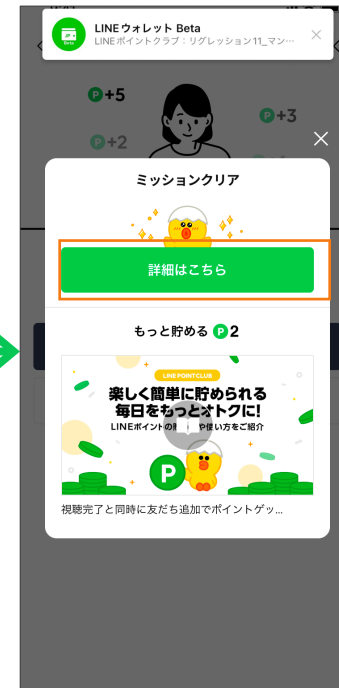 LINEウォレット Beta
LINEポイントクラブ：リグレッション11_マン…
Beta
P+5
P+3
P+2
ミッションクリア
詳細はこちら
もっと貯める P2
LINE POINT CLUB
楽しく簡単に貯められる
毎日をもっとオトクに!
LINEポイントの や使い方をご紹介
P
視聴完了と同時に友だち追加でポイントゲッ...